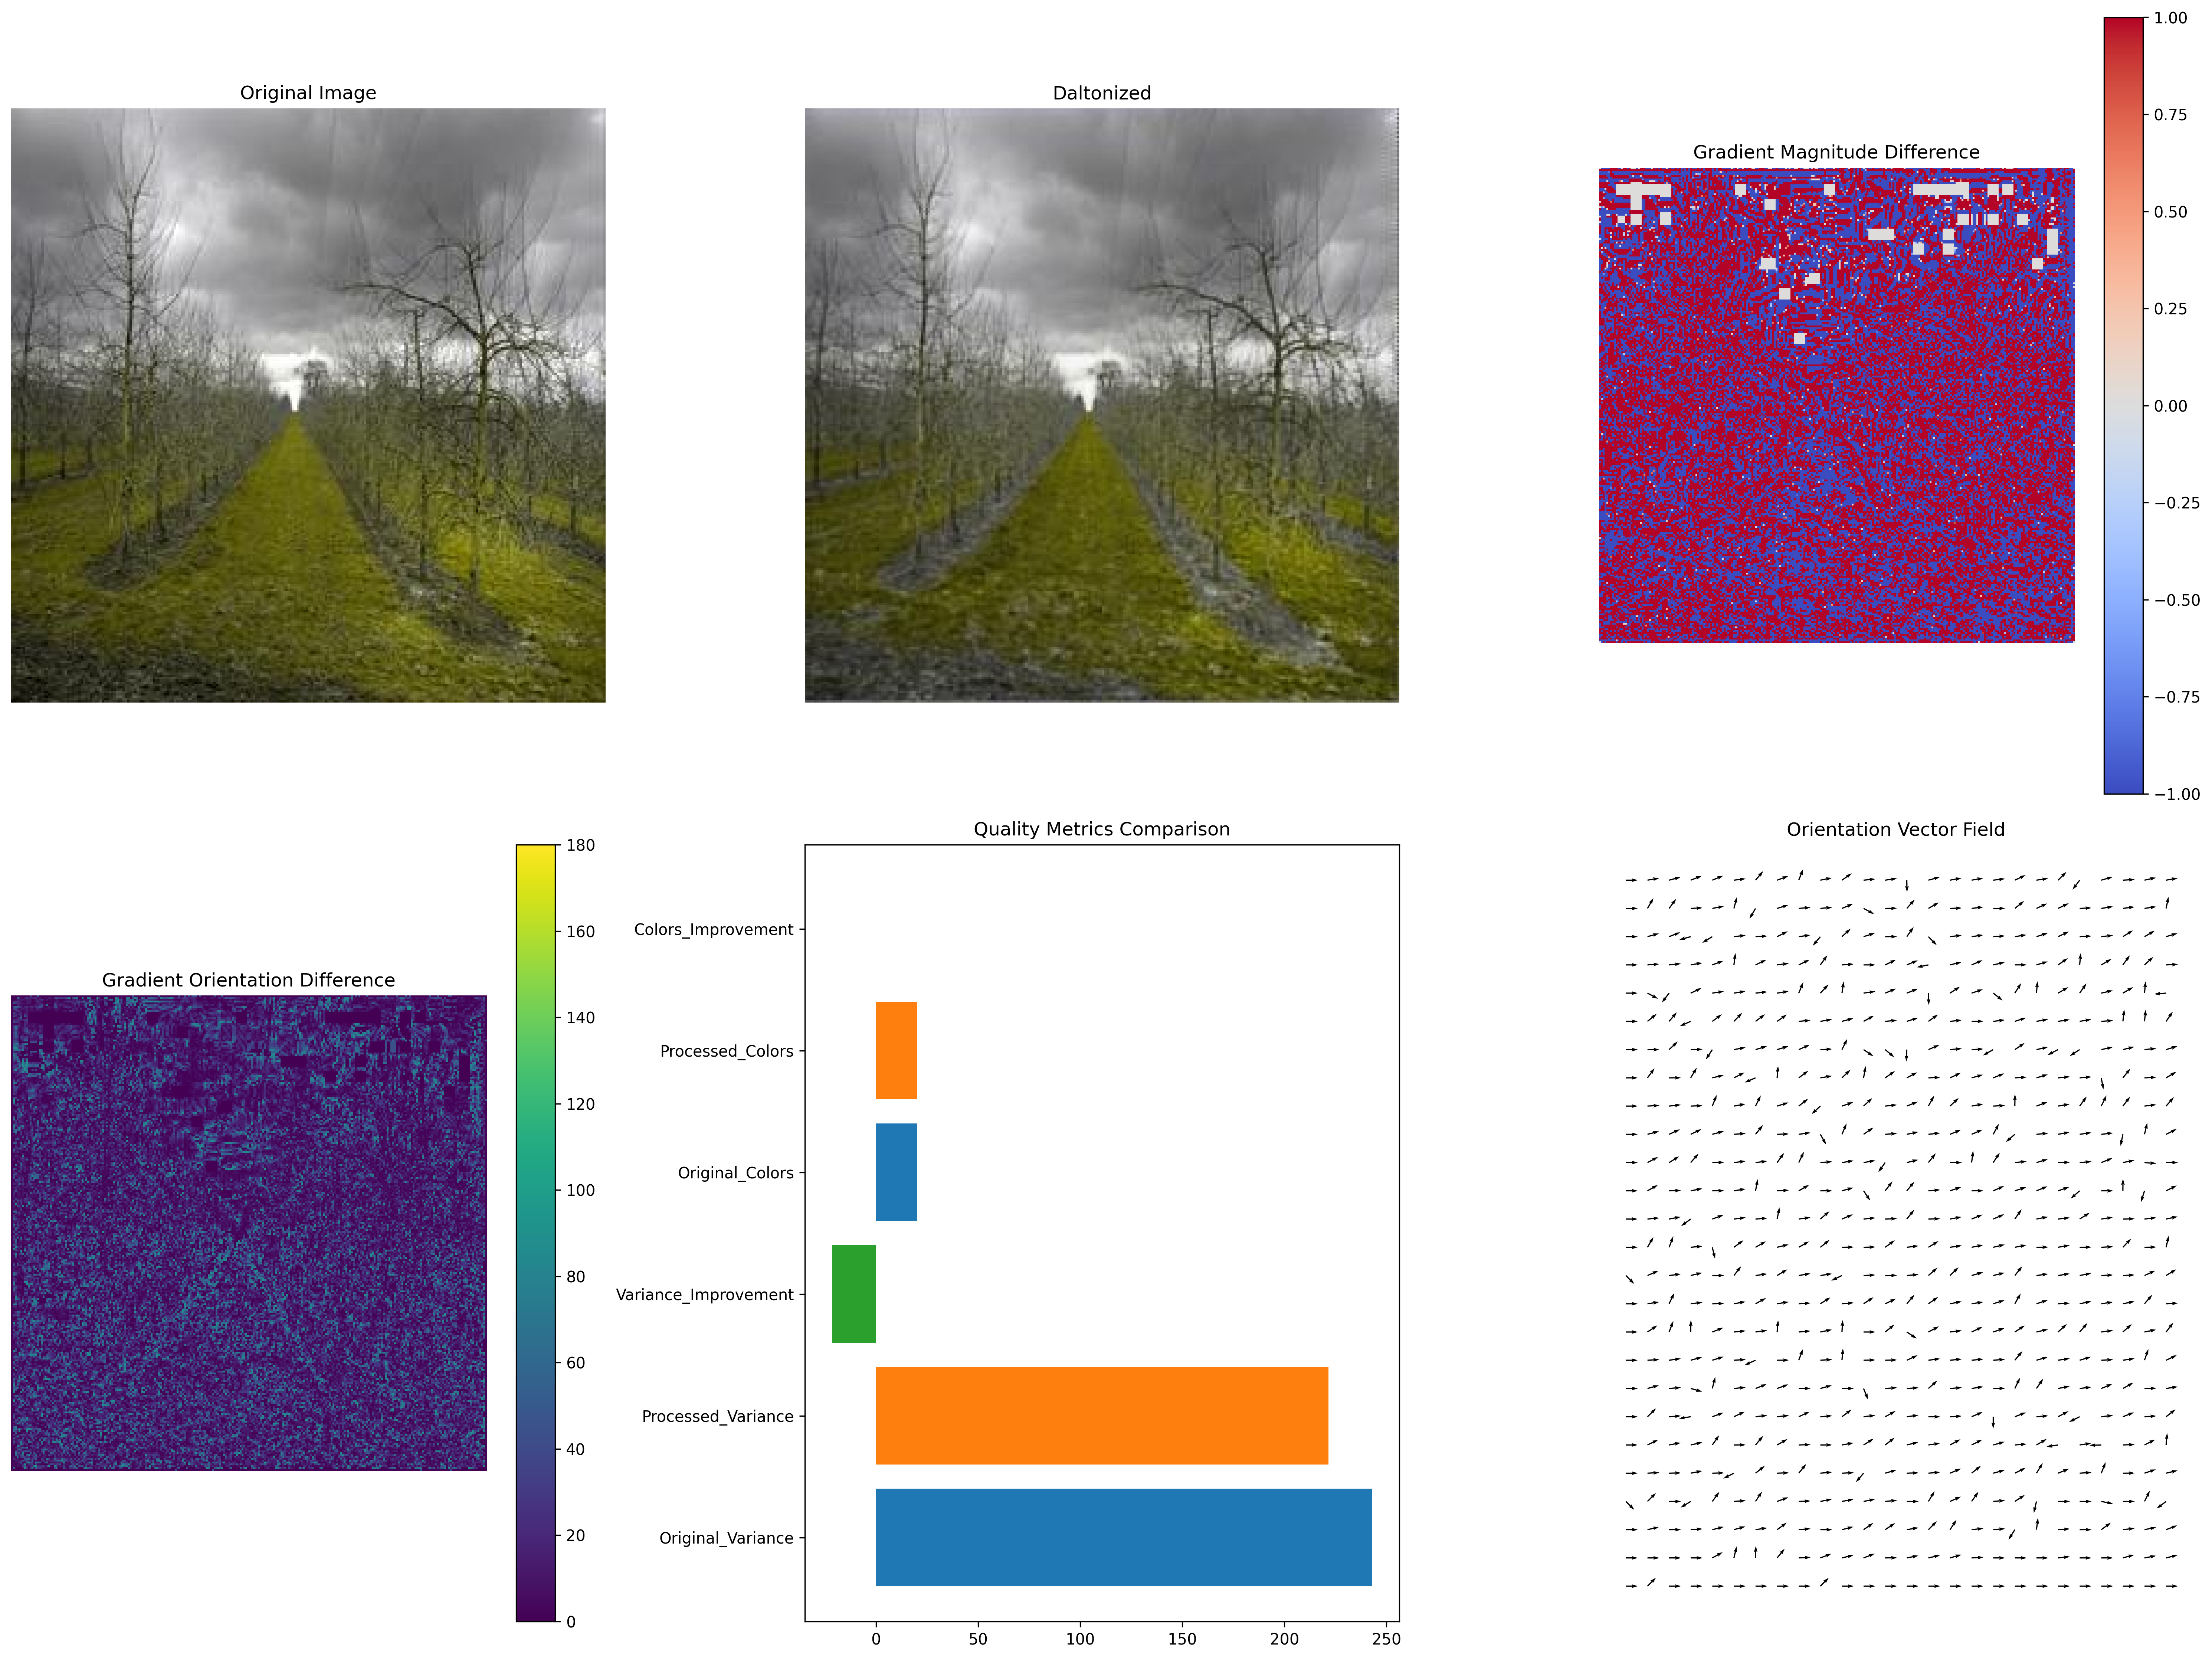 Original Image
Daltonized
Gradient Magnitude Difference
1.00
0.75
0.50
0.25
0.00
−0.25
−0.50
−0.75
−1.00
Gradient Orientation Difference
180
160
140
120
100
80
60
40
20
0
Quality Metrics Comparison
Colors_Improvement
Processed_Colors
Original_Colors
Variance_Improvement
Processed_Variance
Original_Variance
0 50 100 150 200 250
Orientation Vector Field